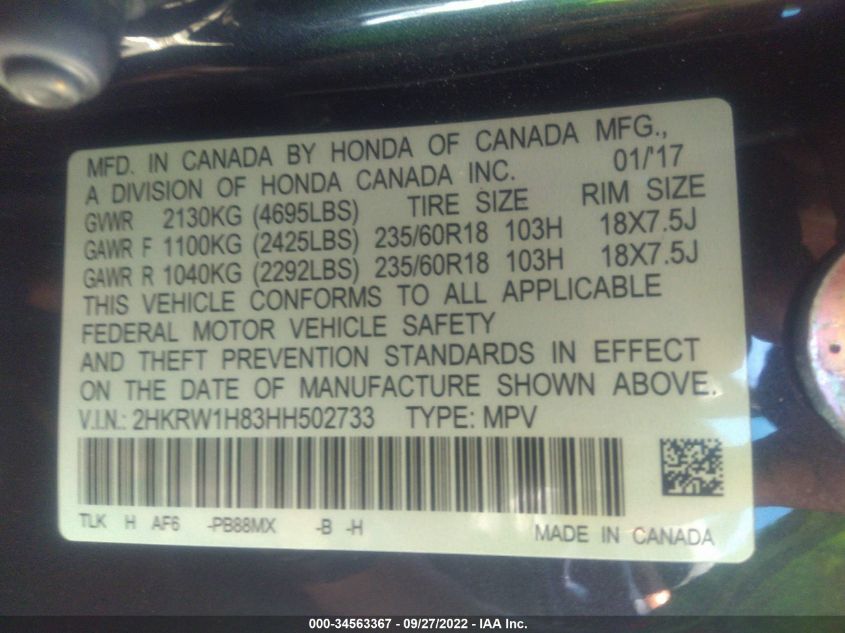 MFD. IN CANADA BY HONDA OF CANADA MFG.,
A DIVISION OF HONDA CANADA INC. 01/'17
GVWR 2130KG (4695LBS) TIRE SIZE RIM SIZE
GAWR F 1100KG (2425LBS) 235/60R18 103H 18X7.5J
GAWR R 1040KG (2292LBS) 235/60R18 103H 18X7.5J
THIS VEHICLE CONFORMS TO ALL APPLICABLE
FEDERAL MOTOR VEHICLE SAFETY
AND THEFT PREVENTION STANDARDS IN EFFECT
ON THE DATE OF MANUFACTURE SHOWN ABOVE.
V.I.N.: 2HKRW1H83HH502733 TYPE: MPV
TLK H AF6 -PB88MX -B -H
MADE IN CANADA
000-34563367 - 09/27/2022 - IAA Inc.